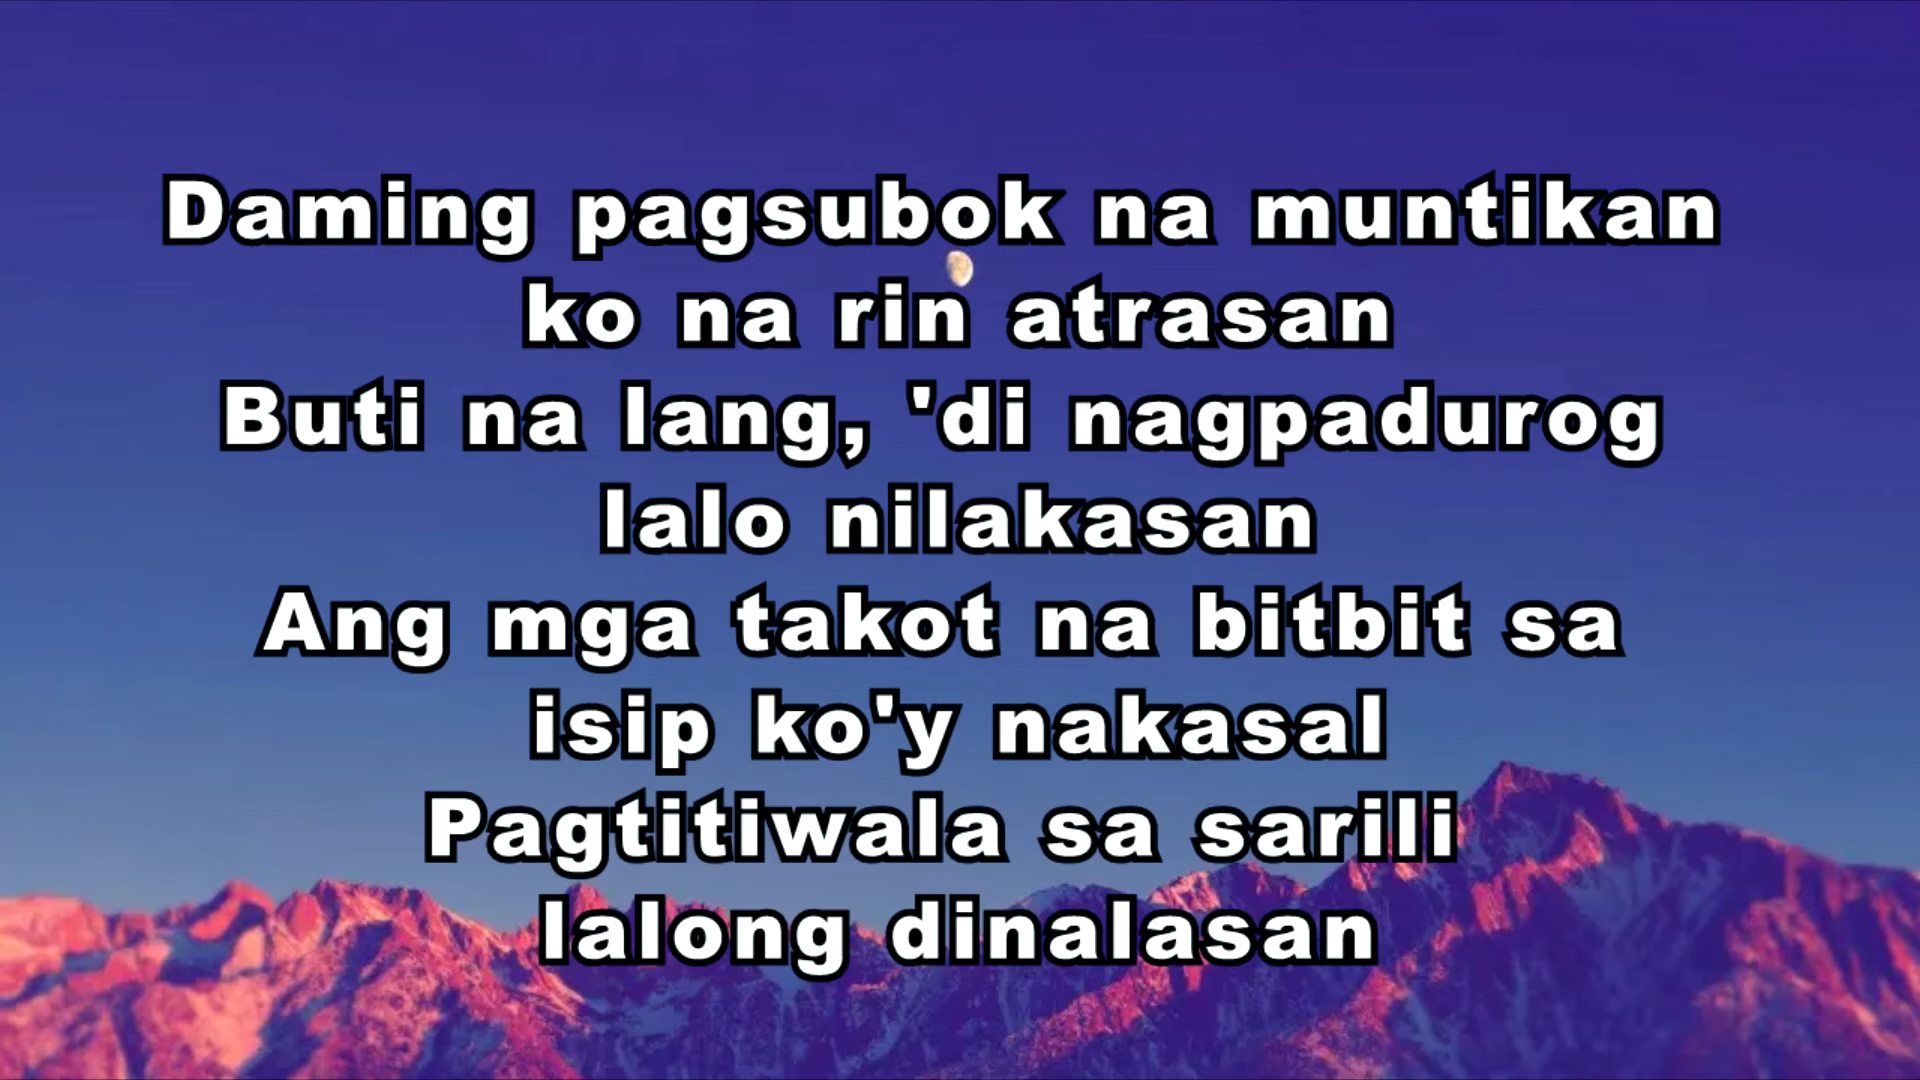 Daming pagsubok na muntikan
ko na rin atrasan
Buti na lang, 'di nagpadurog
lalo nilakasan
Ang mga takot na bitbit sa
isip ko'y nakasal
Pagtitiwala sa sarili
lalong dinalasan